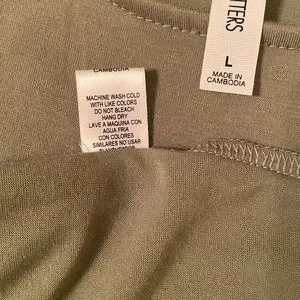 TTERS
L
MADE IN
CAMBODIA
CAMBODIA
MACHINE WASH COLD
WITH LIKE COLORS
DO NOT BLEACH
HANG DRY
LAVE A MAQUINA CON
AGUA FRIA
CON COLORES
SIMILARES NO USAR